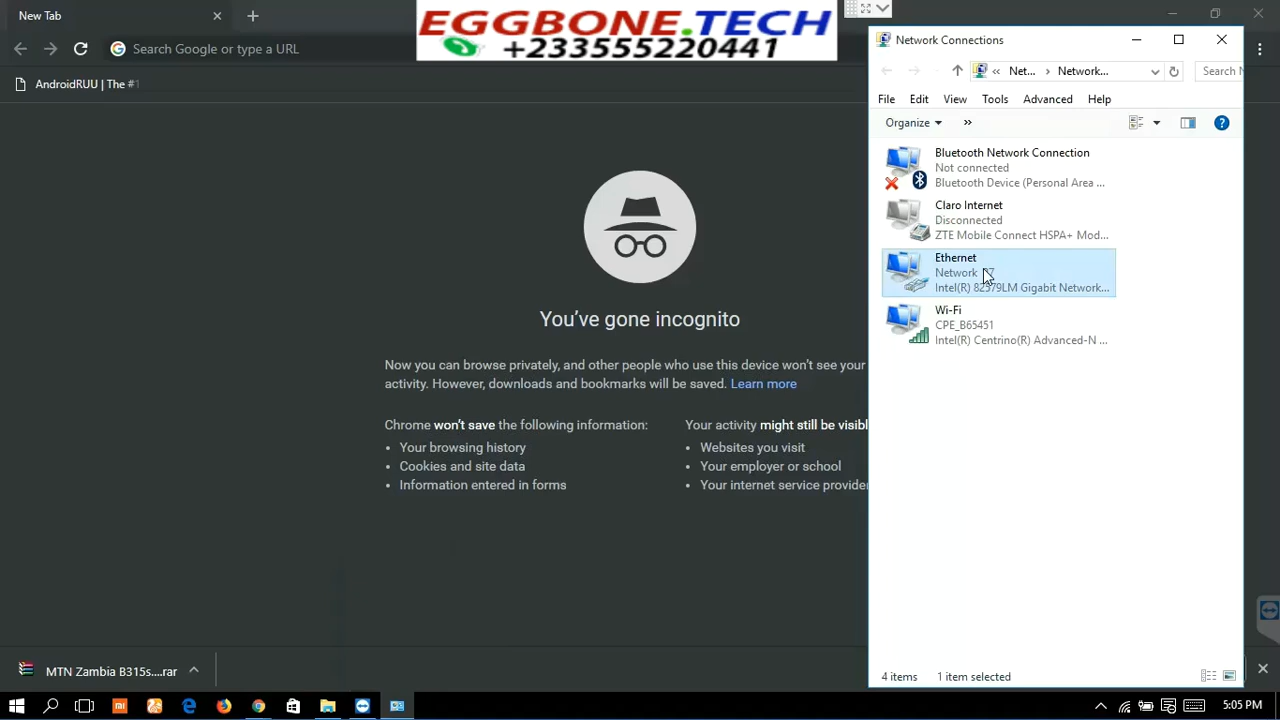 New Tab
EGGBONE.TECH
+233555220441
Search Google or type a URL
AndroidRUU | The #1
You've gone incognito
Now you can browse privately, and other people who use this device won't see your
activity. However, downloads and bookmarks will be saved. Learn more
Chrome won't save the following information:
• Your browsing history
• Cookies and site data
• Information entered in forms
Your activity might still be visibl
• Websites you visit
• Your employer or school
• Your internet service provider
MTN Zambia B315s....rar
Network Connections
« Net... › Network...
Search N
File Edit View Tools Advanced Help
Organize »
Bluetooth Network Connection
Not connected
Bluetooth Device (Personal Area ...
Claro Internet
Disconnected
ZTE Mobile Connect HSPA+ Mod...
Ethernet
Network
Intel(R) 82579LM Gigabit Network...
Wi-Fi
CPE_B65451
Intel(R) Centrino(R) Advanced-N ...
4 items 1 item selected
5:05 PM